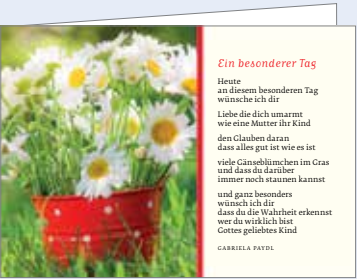 Ein besonderer Tag
Heute
an diesem besonderen Tag
wünsche ich dir
Liebe die dich umarmt
wie eine Mutter ihr Kind
den Glauben daran
dass alles gut ist wie es ist
viele Gänseblümchen im Gras
und dass du darüber
immer noch staunen kannst
und ganz besonders
wünsch ich dir
dass du die Wahrheit erkennst
wer du wirklich bist
Gottes geliebtes Kind
GABRIELA PAYDL